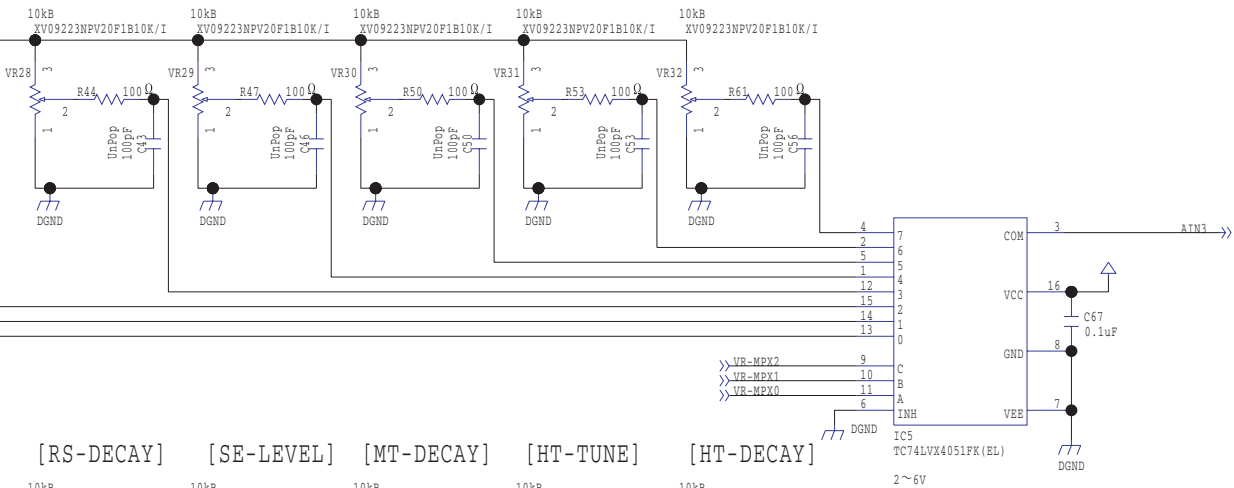 10kB 10kB 10kB 10kB 10kB
XV09223NPV20F1B10K/I XV09223NPV20F1B10K/I XV09223NPV20F1B10K/I XV09223NPV20F1B10K/I XV09223NPV20F1B10K/I
VR28 3 VR29 3 VR30 3 VR31 3 VR32 3
R44 100Ω R47 100Ω R50 100Ω R53 100Ω R61 100Ω
2 2 2 2 2
1 1 1 1 1
UnPop 100pF C43
UnPop 100pF C46
UnPop 100pF C50
UnPop 100pF C53
UnPop 100pF C56
DGND DGND DGND DGND DGND
4 7 COM 3 AIN3
2 6
5 5
1 4
12 3 VCC 16
15 2
14 1
13 0
C67
0.1uF
GND 8
VR-MPX2 9 C
VR-MPX1 10 B
VR-MPX0 11 A
6 INH VEE 7
DGND
IC5
TC74LVX4051FK(EL)
DGND
2~6V
[RS-DECAY] [SE-LEVEL] [MT-DECAY] [HT-TUNE] [HT-DECAY]
10kB 10kB 10kB 10kB 10kB